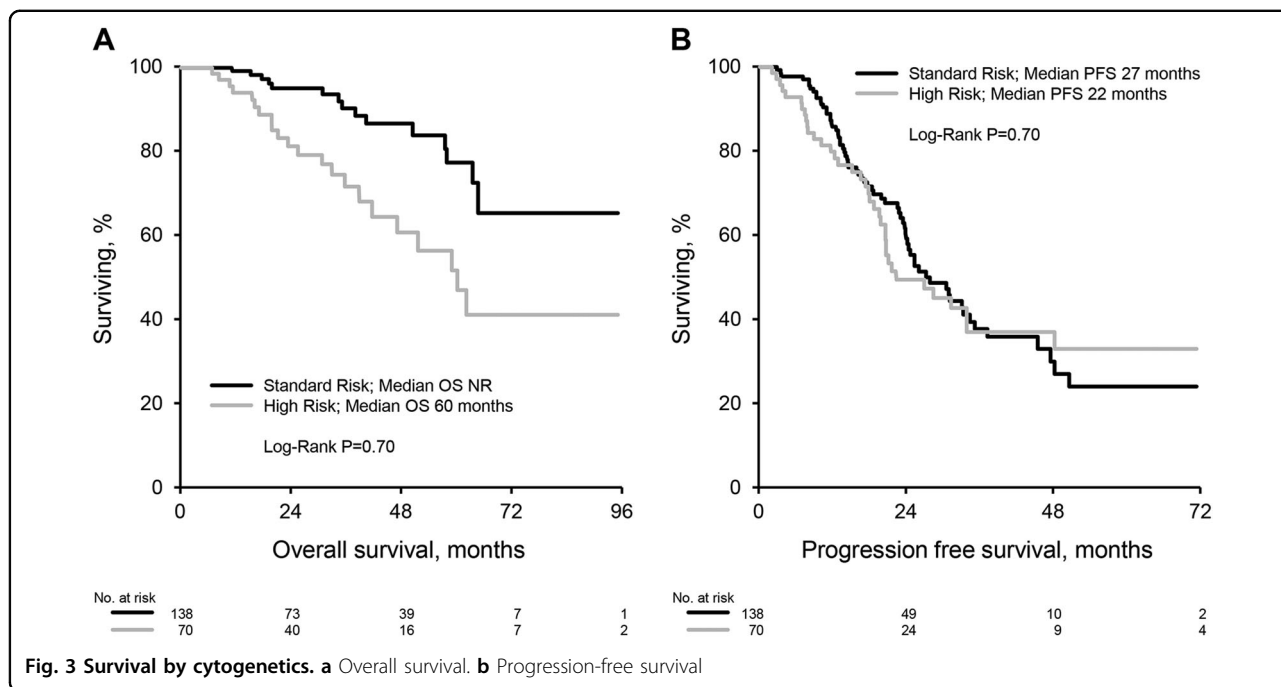 A
100
80
60
40
20
0
Surviving, %
Standard Risk; Median OS NR
High Risk; Median OS 60 months
Log-Rank P=0.70
0 24 48 72 96
Overall survival, months
No. at risk
138 73 39 7 1
70 40 16 7 2
B
100
80
60
40
20
0
Surviving, %
Standard Risk; Median PFS 27 months
High Risk; Median PFS 22 months
Log-Rank P=0.70
0 24 48 72
Progression free survival, months
No. at risk
138 49 10 2
70 24 9 4
Fig. 3 Survival by cytogenetics. a Overall survival. b Progression-free survival